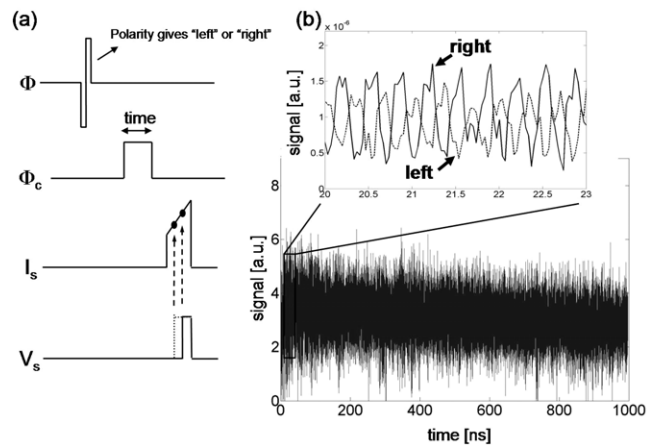 (a)
Polarity gives "left" or "right"
Φ
time
Φc
Is
Vs
(b)
x 10⁻⁶
2
1.5
1
0.5
0
signal [a.u.]
right
left
20 20.5 21 21.5 22 22.5 23
8
6
4
2
0
signal [a.u.]
0 200 400 600 800 1000
time [ns]